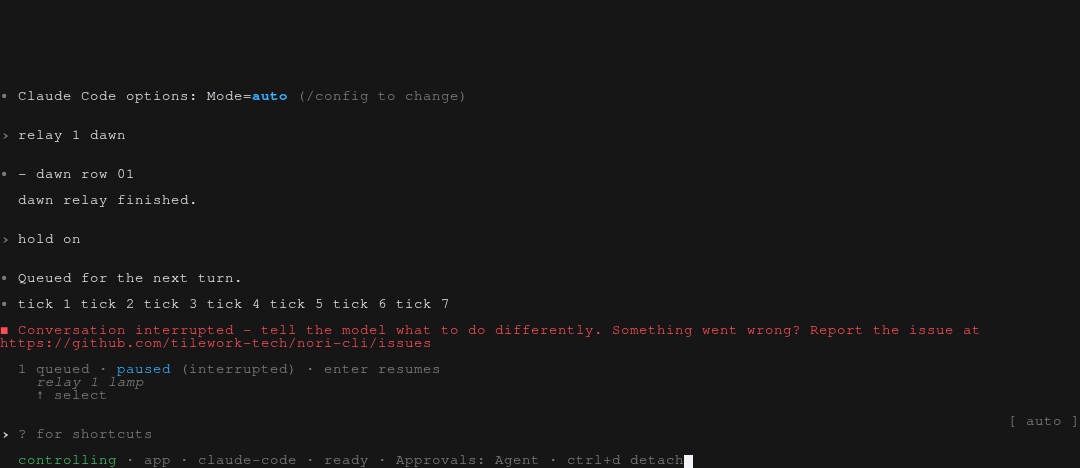 • Claude Code options: Mode=auto (/config to change)
› relay 1 dawn
• - dawn row 01
dawn relay finished.
› hold on
• Queued for the next turn.
• tick 1 tick 2 tick 3 tick 4 tick 5 tick 6 tick 7
■ Conversation interrupted - tell the model what to do differently. Something went wrong? Report the issue at
https://github.com/tilework-tech/nori-cli/issues
1 queued · paused (interrupted) · enter resumes
relay 1 lamp
↑ select
[ auto ]
› ? for shortcuts
controlling · app · claude-code · ready · Approvals: Agent · ctrl+d detach